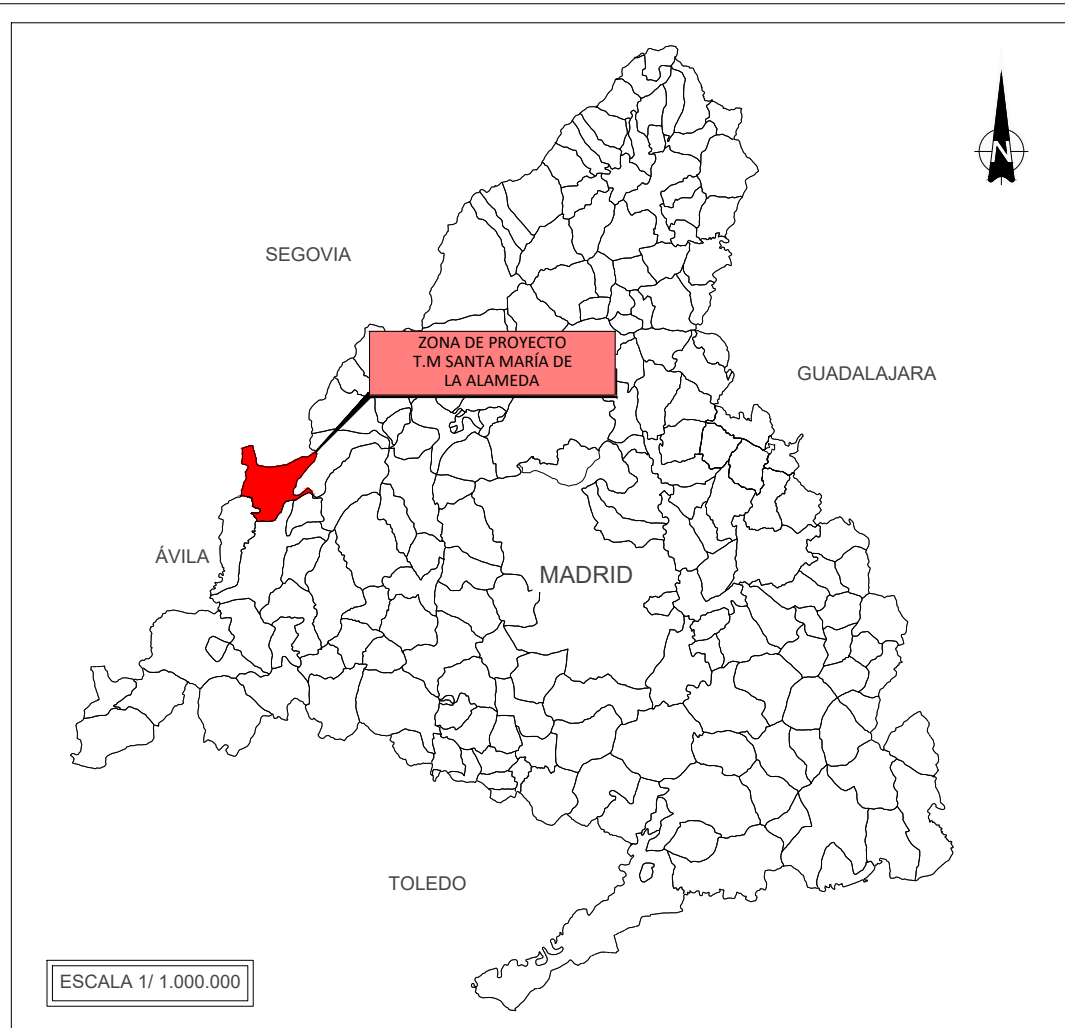 N
SEGOVIA
ZONA DE PROYECTO
T.M SANTA MARÍA DE
LA ALAMEDA
GUADALAJARA
ÁVILA
MADRID
TOLEDO
ESCALA 1/ 1.000.000